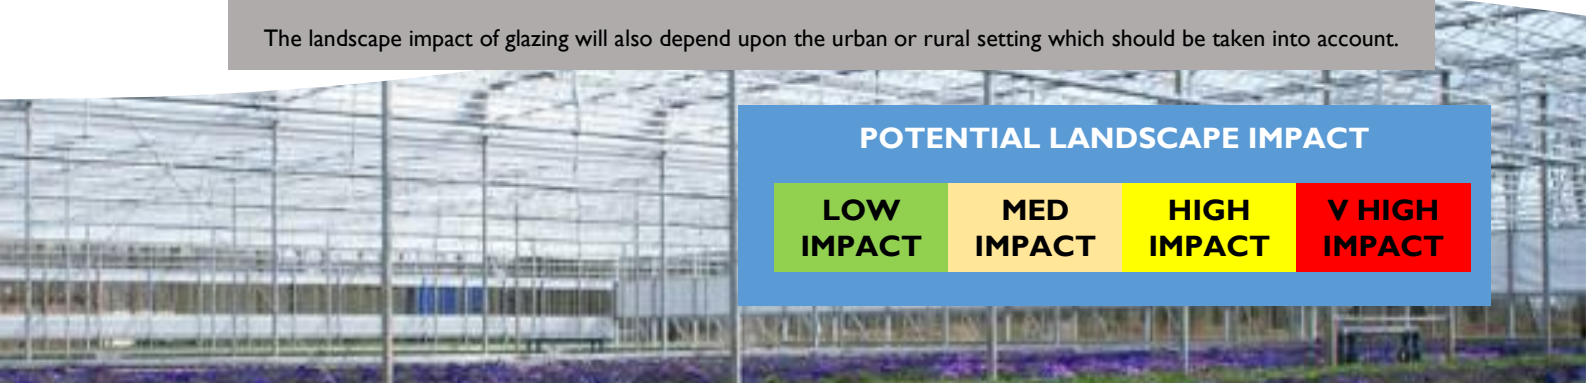 The landscape impact of glazing will also depend upon the urban or rural setting which should be taken into account.
POTENTIAL LANDSCAPE IMPACT
LOW IMPACT
MED IMPACT
HIGH IMPACT
V HIGH IMPACT